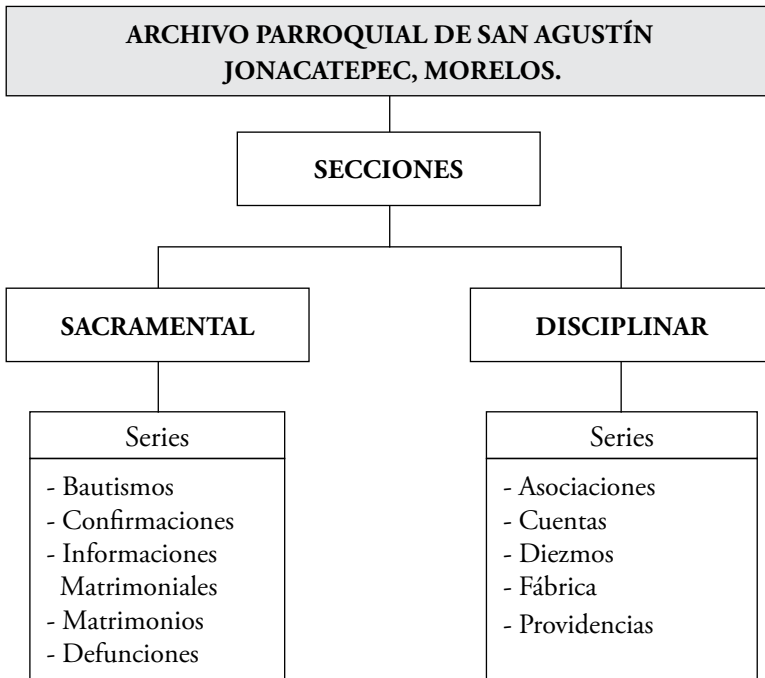 ARCHIVO PARROQUIAL DE SAN AGUSTÍN
JONACATEPEC, MORELOS.
SECCIONES
SACRAMENTAL
Series
- Bautismos
- Confirmaciones
- Informaciones
Matrimoniales
- Matrimonios
- Defunciones
DISCIPLINAR
Series
- Asociaciones
- Cuentas
- Diezmos
- Fábrica
- Providencias